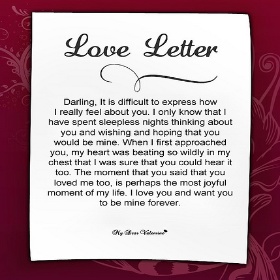 Love Letter
Darling, It is difficult to express how
I really feel about you. I only know that I
have spent sleepless nights thinking about
you and wishing and hoping that you
would be mine. When I first approached
you, my heart was beating so wildly in my
chest that I was sure that you could hear it
too. The moment that you said that you
loved me too, is perhaps the most joyful
moment of my life. I love you and want you
to be mine forever.
My Love Valentine